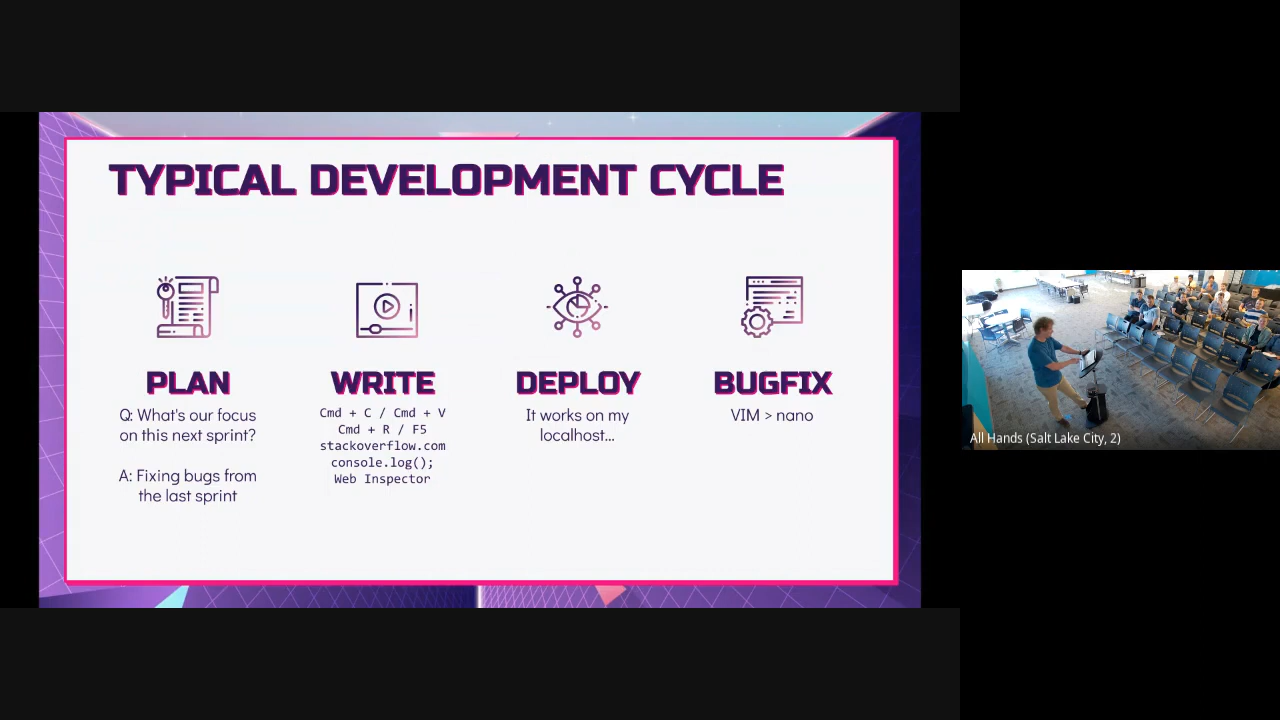 TYPICAL DEVELOPMENT CYCLE
PLAN
Q: What's our focus
on this next sprint?
A: Fixing bugs from
the last sprint
WRITE
Cmd + C / Cmd + V
Cmd + R / F5
stackoverflow.com
console.log();
Web Inspector
DEPLOY
It works on my
localhost...
BUGFIX
VIM > nano
All Hands (Salt Lake City, 2)